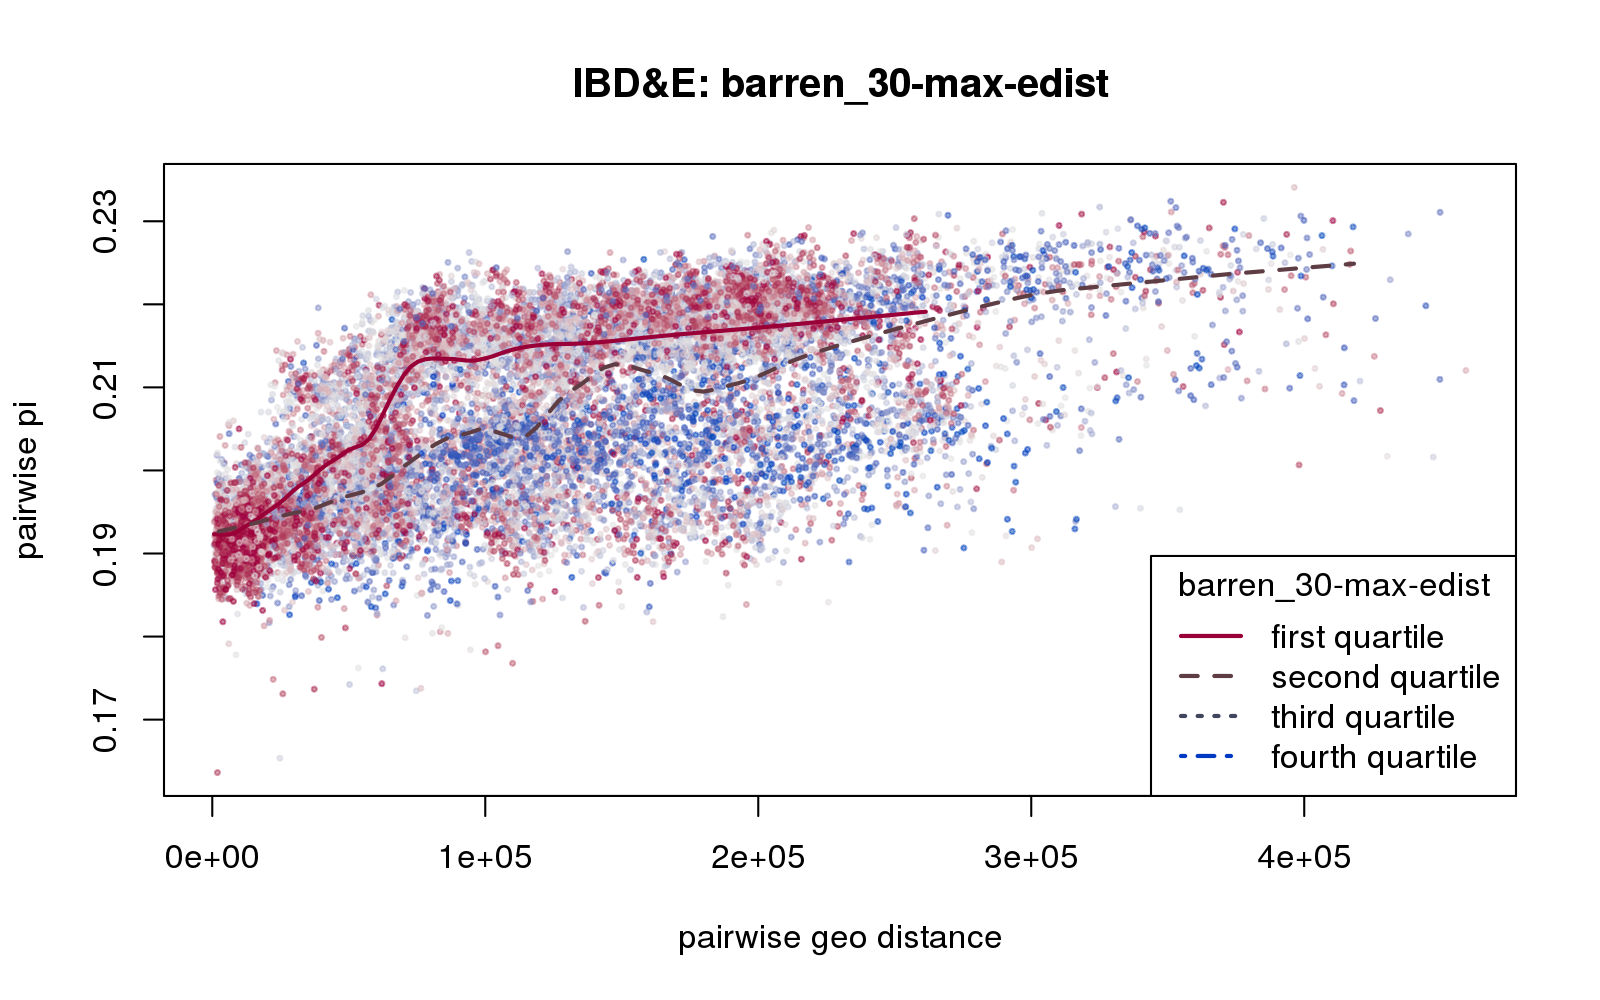 IBD&E: barren_30-max-edist
pairwise pi
0.23
0.21
0.19
0.17
0e+00 1e+05 2e+05 3e+05 4e+05
pairwise geo distance
barren_30-max-edist
first quartile
second quartile
third quartile
fourth quartile